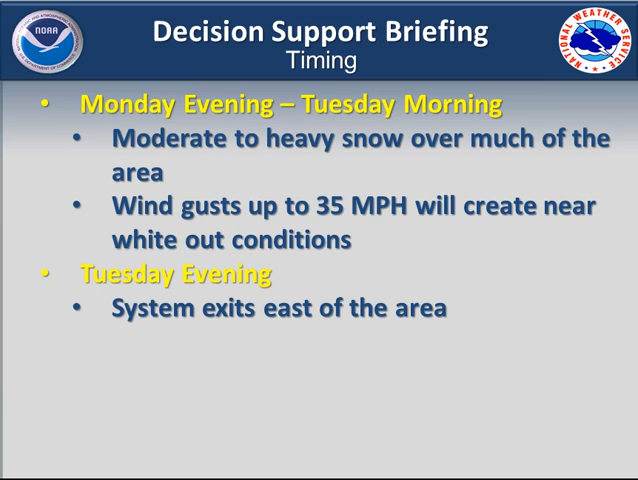 NOAA
Decision Support Briefing
Timing
NATIONAL WEATHER SERVICE
• Monday Evening – Tuesday Morning
• Moderate to heavy snow over much of the
area
• Wind gusts up to 35 MPH will create near
white out conditions
• Tuesday Evening
• System exits east of the area